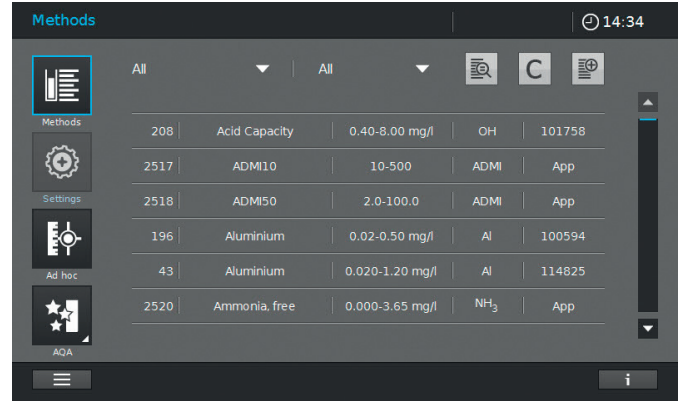 Methods 14:34
All All C
Methods
208 Acid Capacity 0.40-8.00 mg/l OH 101758
2517 ADMI10 10-500 ADMI App
Settings
2518 ADMI50 2.0-100.0 ADMI App
196 Aluminium 0.02-0.50 mg/l Al 100594
Ad hoc
43 Aluminium 0.020-1.20 mg/l Al 114825
2520 Ammonia, free 0.000-3.65 mg/l NH3 App
AQA
i